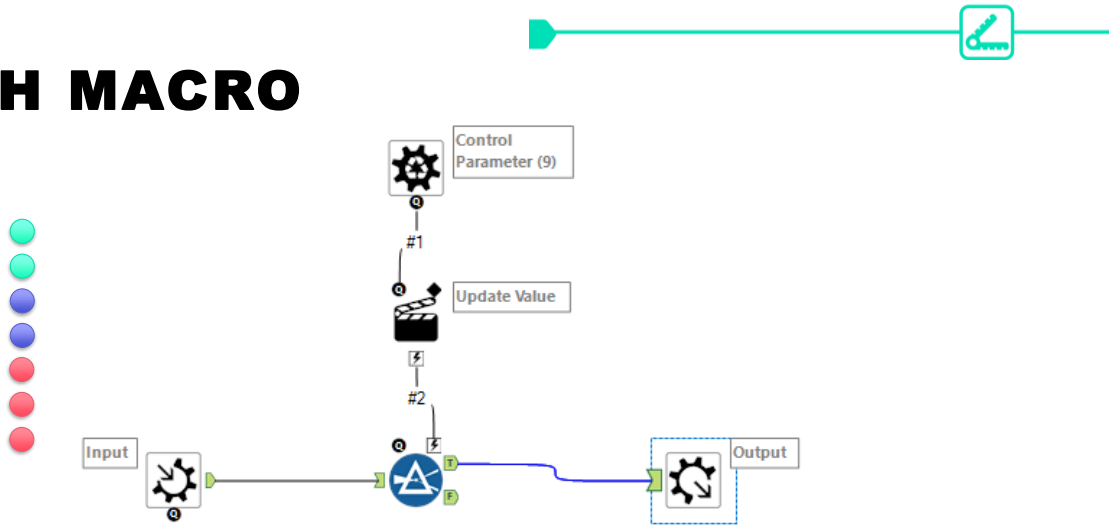 H MACRO
Control
Parameter (9)
Q
#1
Q
Update Value
#2
Input
Q
T
F
Output
Q